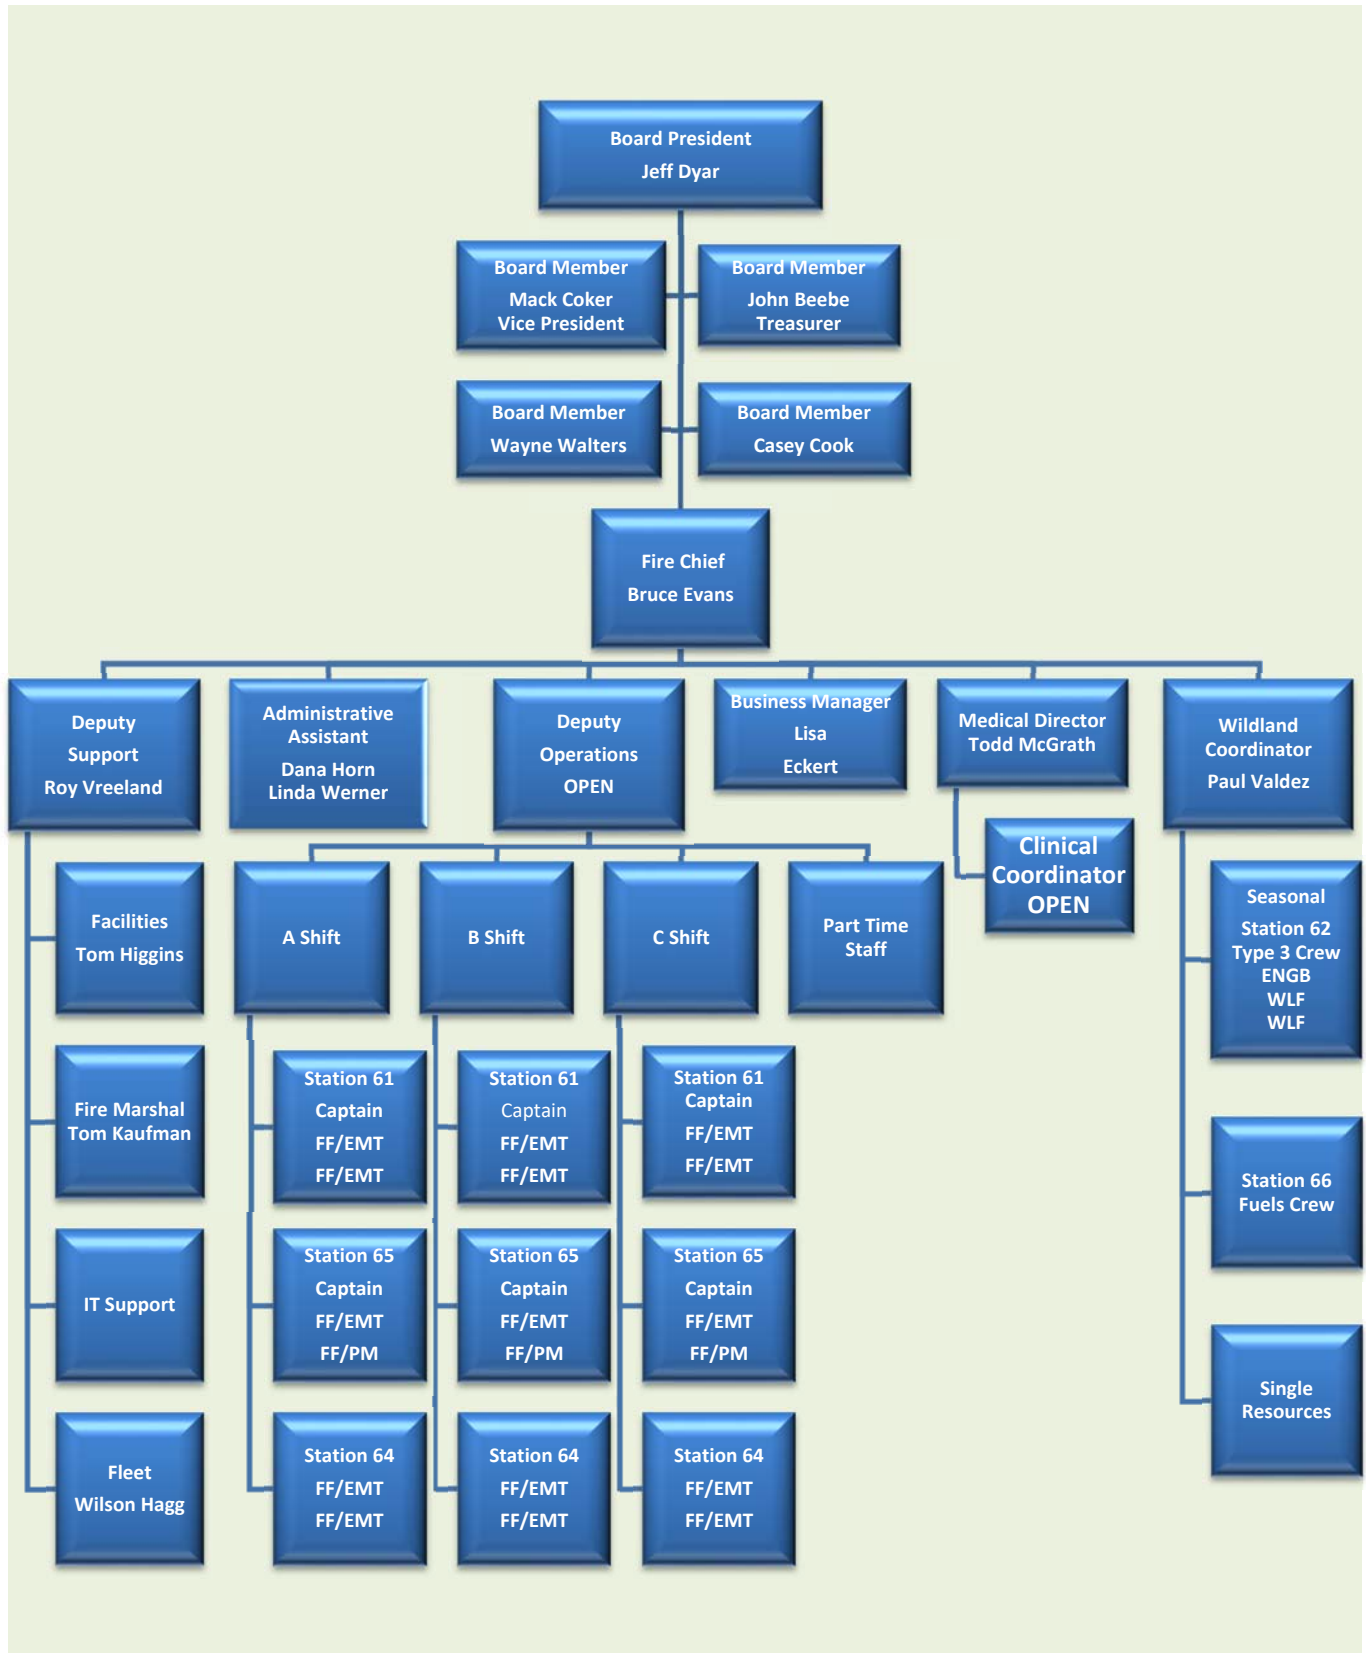 Board President
Jeff Dyar
Board Member
Mack Coker
Vice President
Board Member
John Beebe
Treasurer
Board Member
Wayne Walters
Board Member
Casey Cook
Fire Chief
Bruce Evans
Deputy
Support
Roy Vreeland
Administrative
Assistant
Dana Horn
Linda Werner
Deputy
Operations
OPEN
Business Manager
Lisa
Eckert
Medical Director
Todd McGrath
Wildland
Coordinator
Paul Valdez
Clinical
Coordinator
OPEN
Facilities
Tom Higgins
A Shift
B Shift
C Shift
Part Time
Staff
Seasonal
Station 62
Type 3 Crew
ENGB
WLF
WLF
Fire Marshal
Tom Kaufman
Station 61
Captain
FF/EMT
FF/EMT
Station 61
Captain
FF/EMT
FF/EMT
Station 61
Captain
FF/EMT
FF/EMT
Station 66
Fuels Crew
IT Support
Station 65
Captain
FF/EMT
FF/PM
Station 65
Captain
FF/EMT
FF/PM
Station 65
Captain
FF/EMT
FF/PM
Single
Resources
Fleet
Wilson Hagg
Station 64
FF/EMT
FF/EMT
Station 64
FF/EMT
FF/EMT
Station 64
FF/EMT
FF/EMT